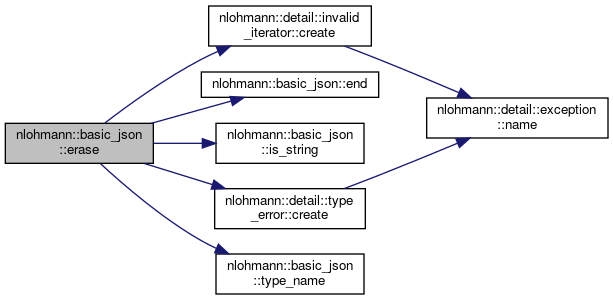 nlohmann::basic_json
::erase
nlohmann::detail::invalid
_iterator::create
nlohmann::basic_json::end
nlohmann::basic_json
::is_string
nlohmann::detail::type
_error::create
nlohmann::basic_json
::type_name
nlohmann::detail::exception
::name